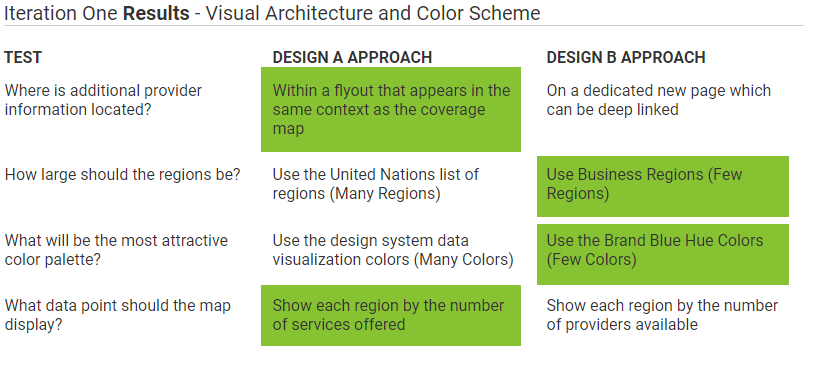 Iteration One Results - Visual Architecture and Color Scheme
TEST
DESIGN A APPROACH
DESIGN B APPROACH
Where is additional provider
information located?
Within a flyout that appears in the
same context as the coverage
map
On a dedicated new page which
can be deep linked
How large should the regions be?
Use the United Nations list of
regions (Many Regions)
Use Business Regions (Few
Regions)
What will be the most attractive
color palette?
Use the design system data
visualization colors (Many Colors)
Use the Brand Blue Hue Colors
(Few Colors)
What data point should the map
display?
Show each region by the number
of services offered
Show each region by the number
of providers available